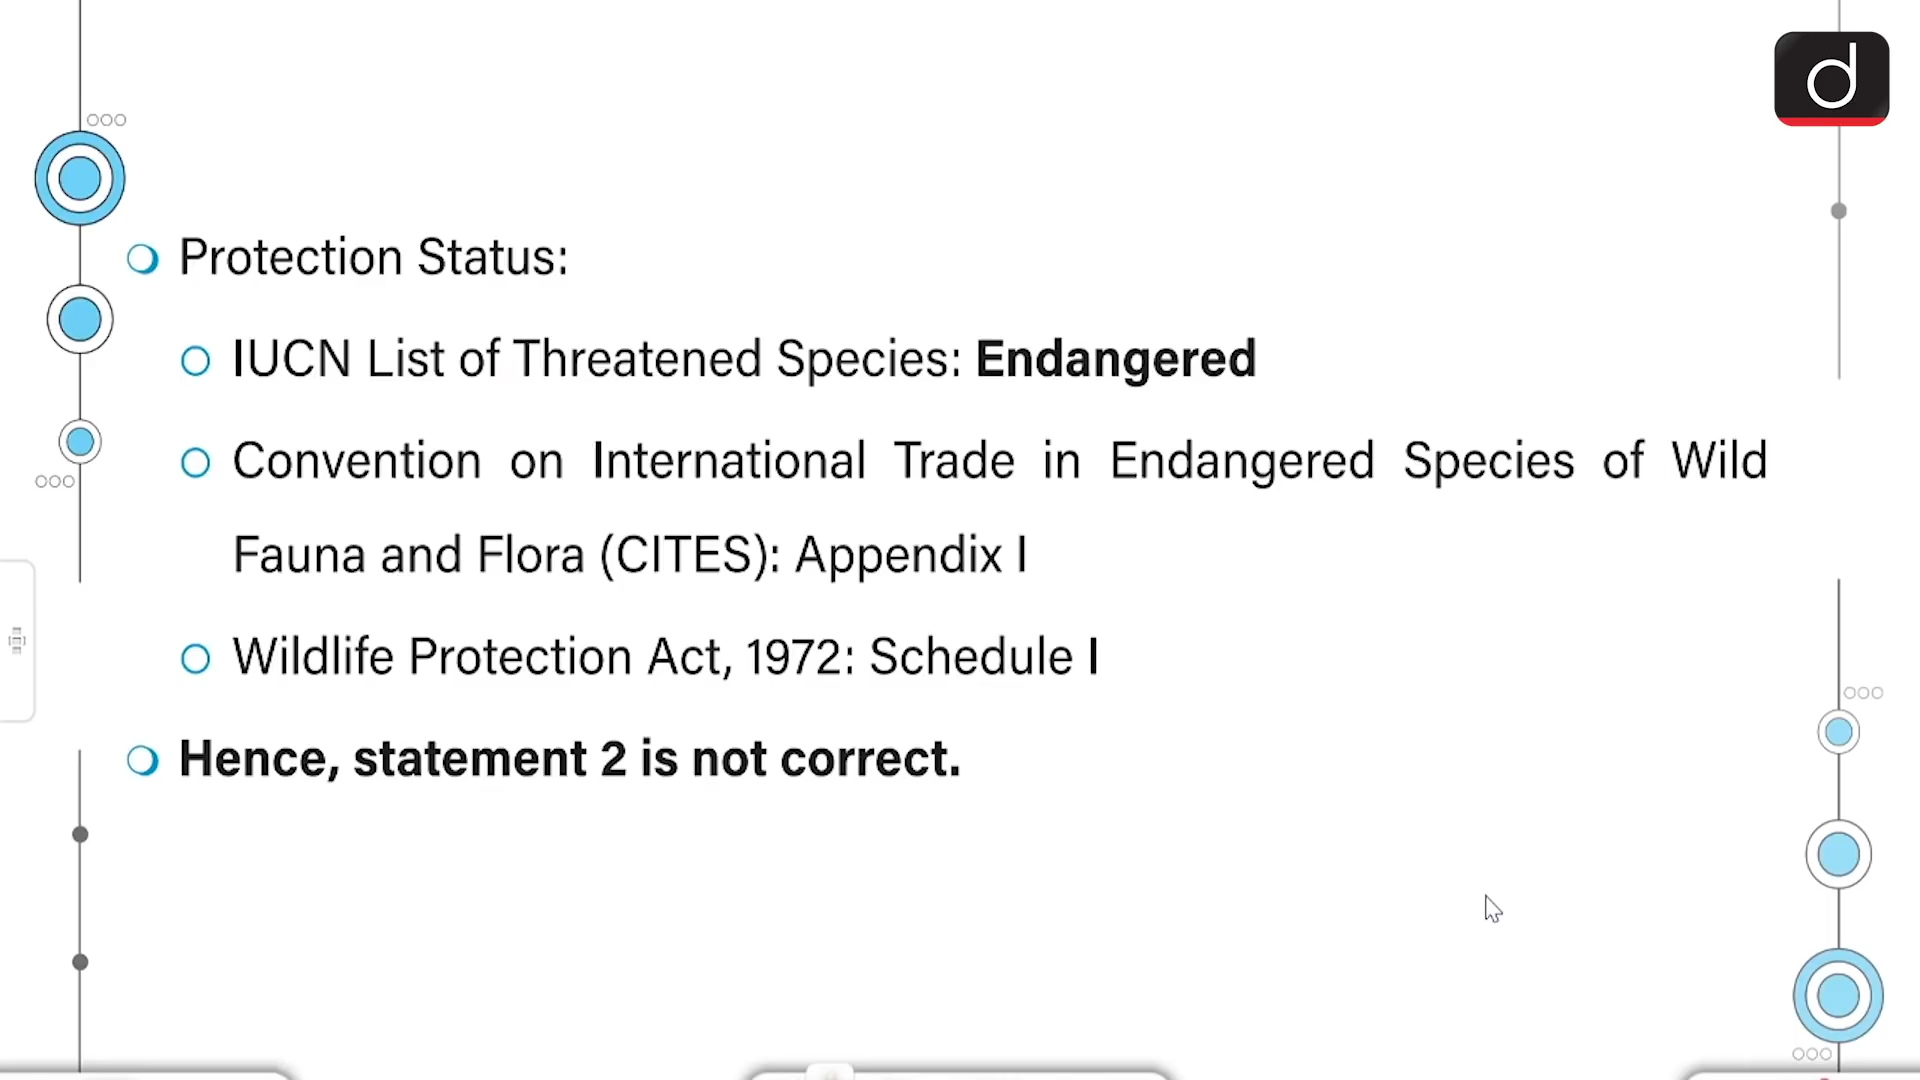 d
Protection Status:
IUCN List of Threatened Species: Endangered
Convention on International Trade in Endangered Species of Wild
Fauna and Flora (CITES): Appendix I
Wildlife Protection Act, 1972: Schedule I
Hence, statement 2 is not correct.